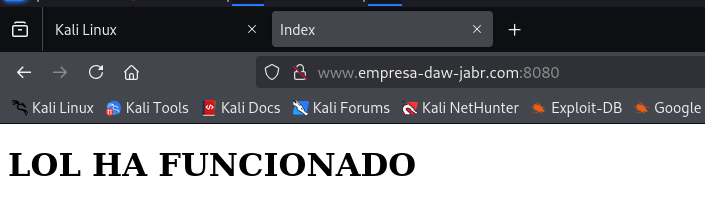 Kali Linux
Index
www.empresa-daw-jabr.com:8080
Kali Linux Kali Tools Kali Docs Kali Forums Kali NetHunter Exploit-DB Google
LOL HA FUNCIONADO